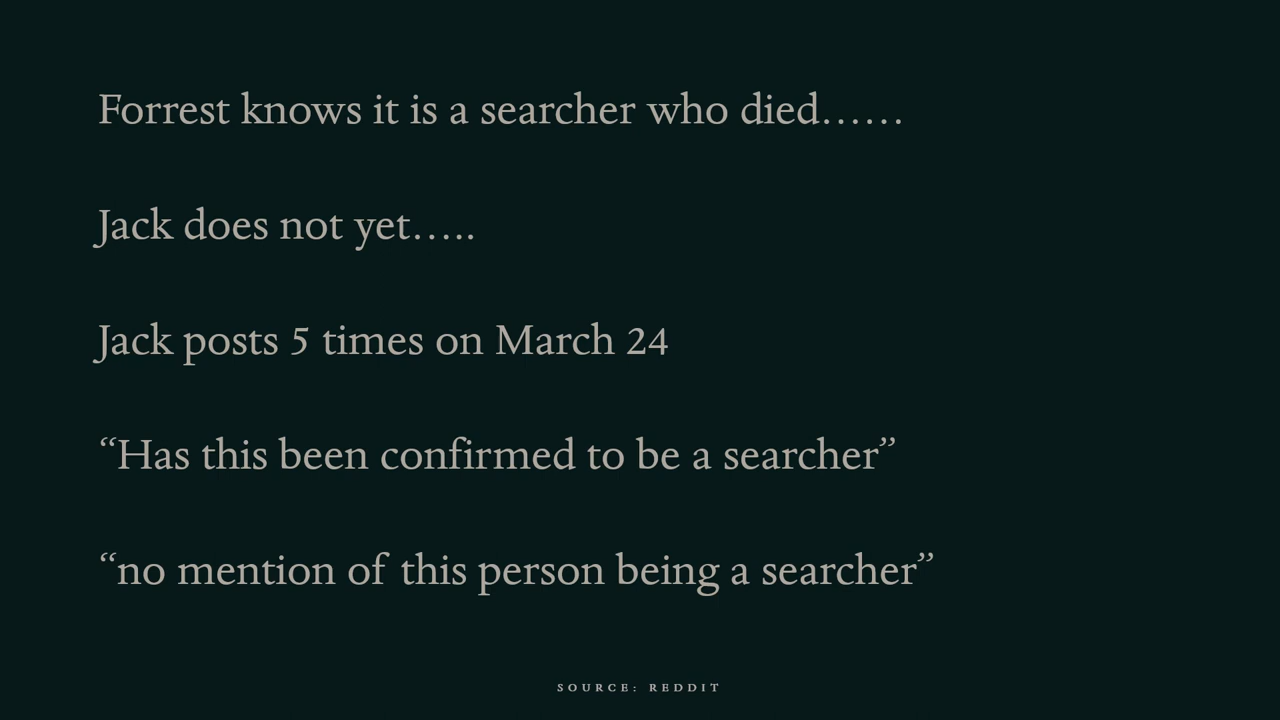 Forrest knows it is a searcher who died......
Jack does not yet.....
Jack posts 5 times on March 24
“Has this been confirmed to be a searcher”
“no mention of this person being a searcher”
SOURCE: REDDIT